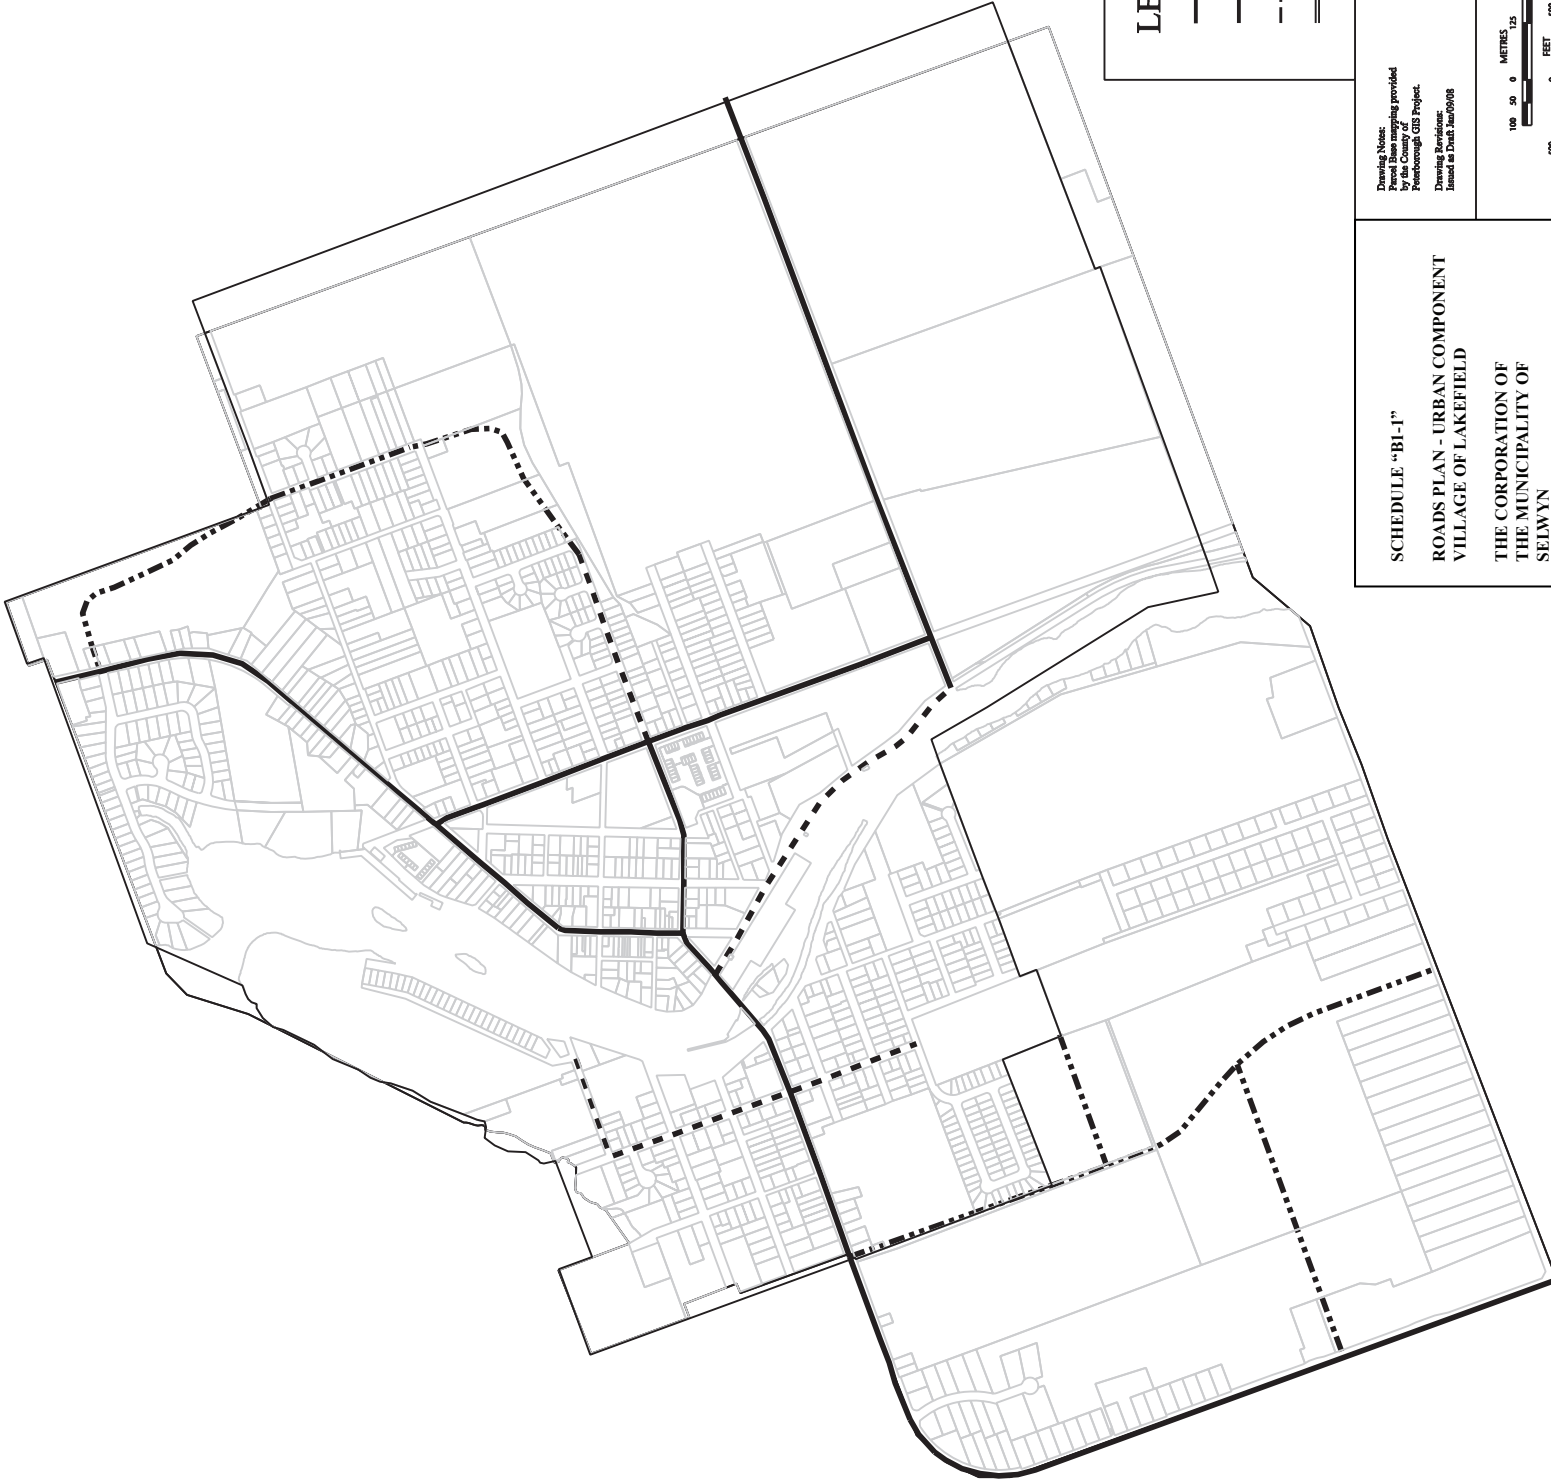 LE
Drawing Notes:
Parcel Base mapping provided
by the County of
Peterborough GIS Project.
Drawing Revisions:
Issued as Draft Jan/09/08
METRES
100 50 0 125
FEET
SCHEDULE “B1-1”
ROADS PLAN - URBAN COMPONENT
VILLAGE OF LAKEFIELD
THE CORPORATION OF
THE MUNICIPALITY OF
SELWYN